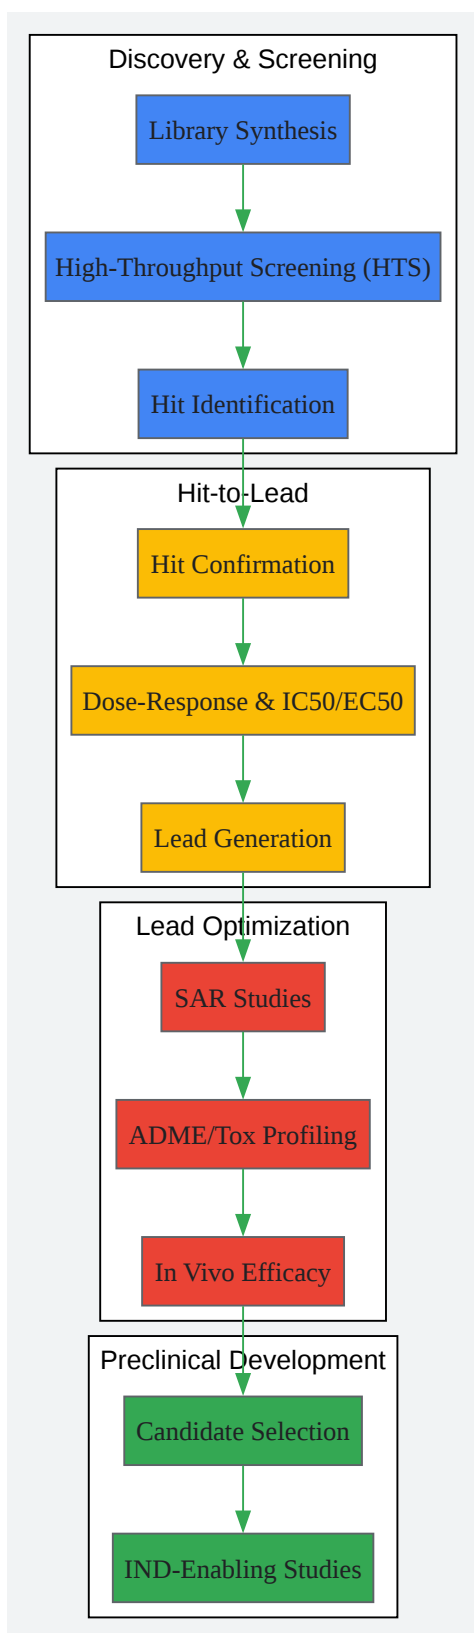 Discovery & Screening
Library Synthesis
High-Throughput Screening (HTS)
Hit Identification
Hit-to-Lead
Hit Confirmation
Dose-Response & IC50/EC50
Lead Generation
Lead Optimization
SAR Studies
ADME/Tox Profiling
In Vivo Efficacy
Preclinical Development
Candidate Selection
IND-Enabling Studies